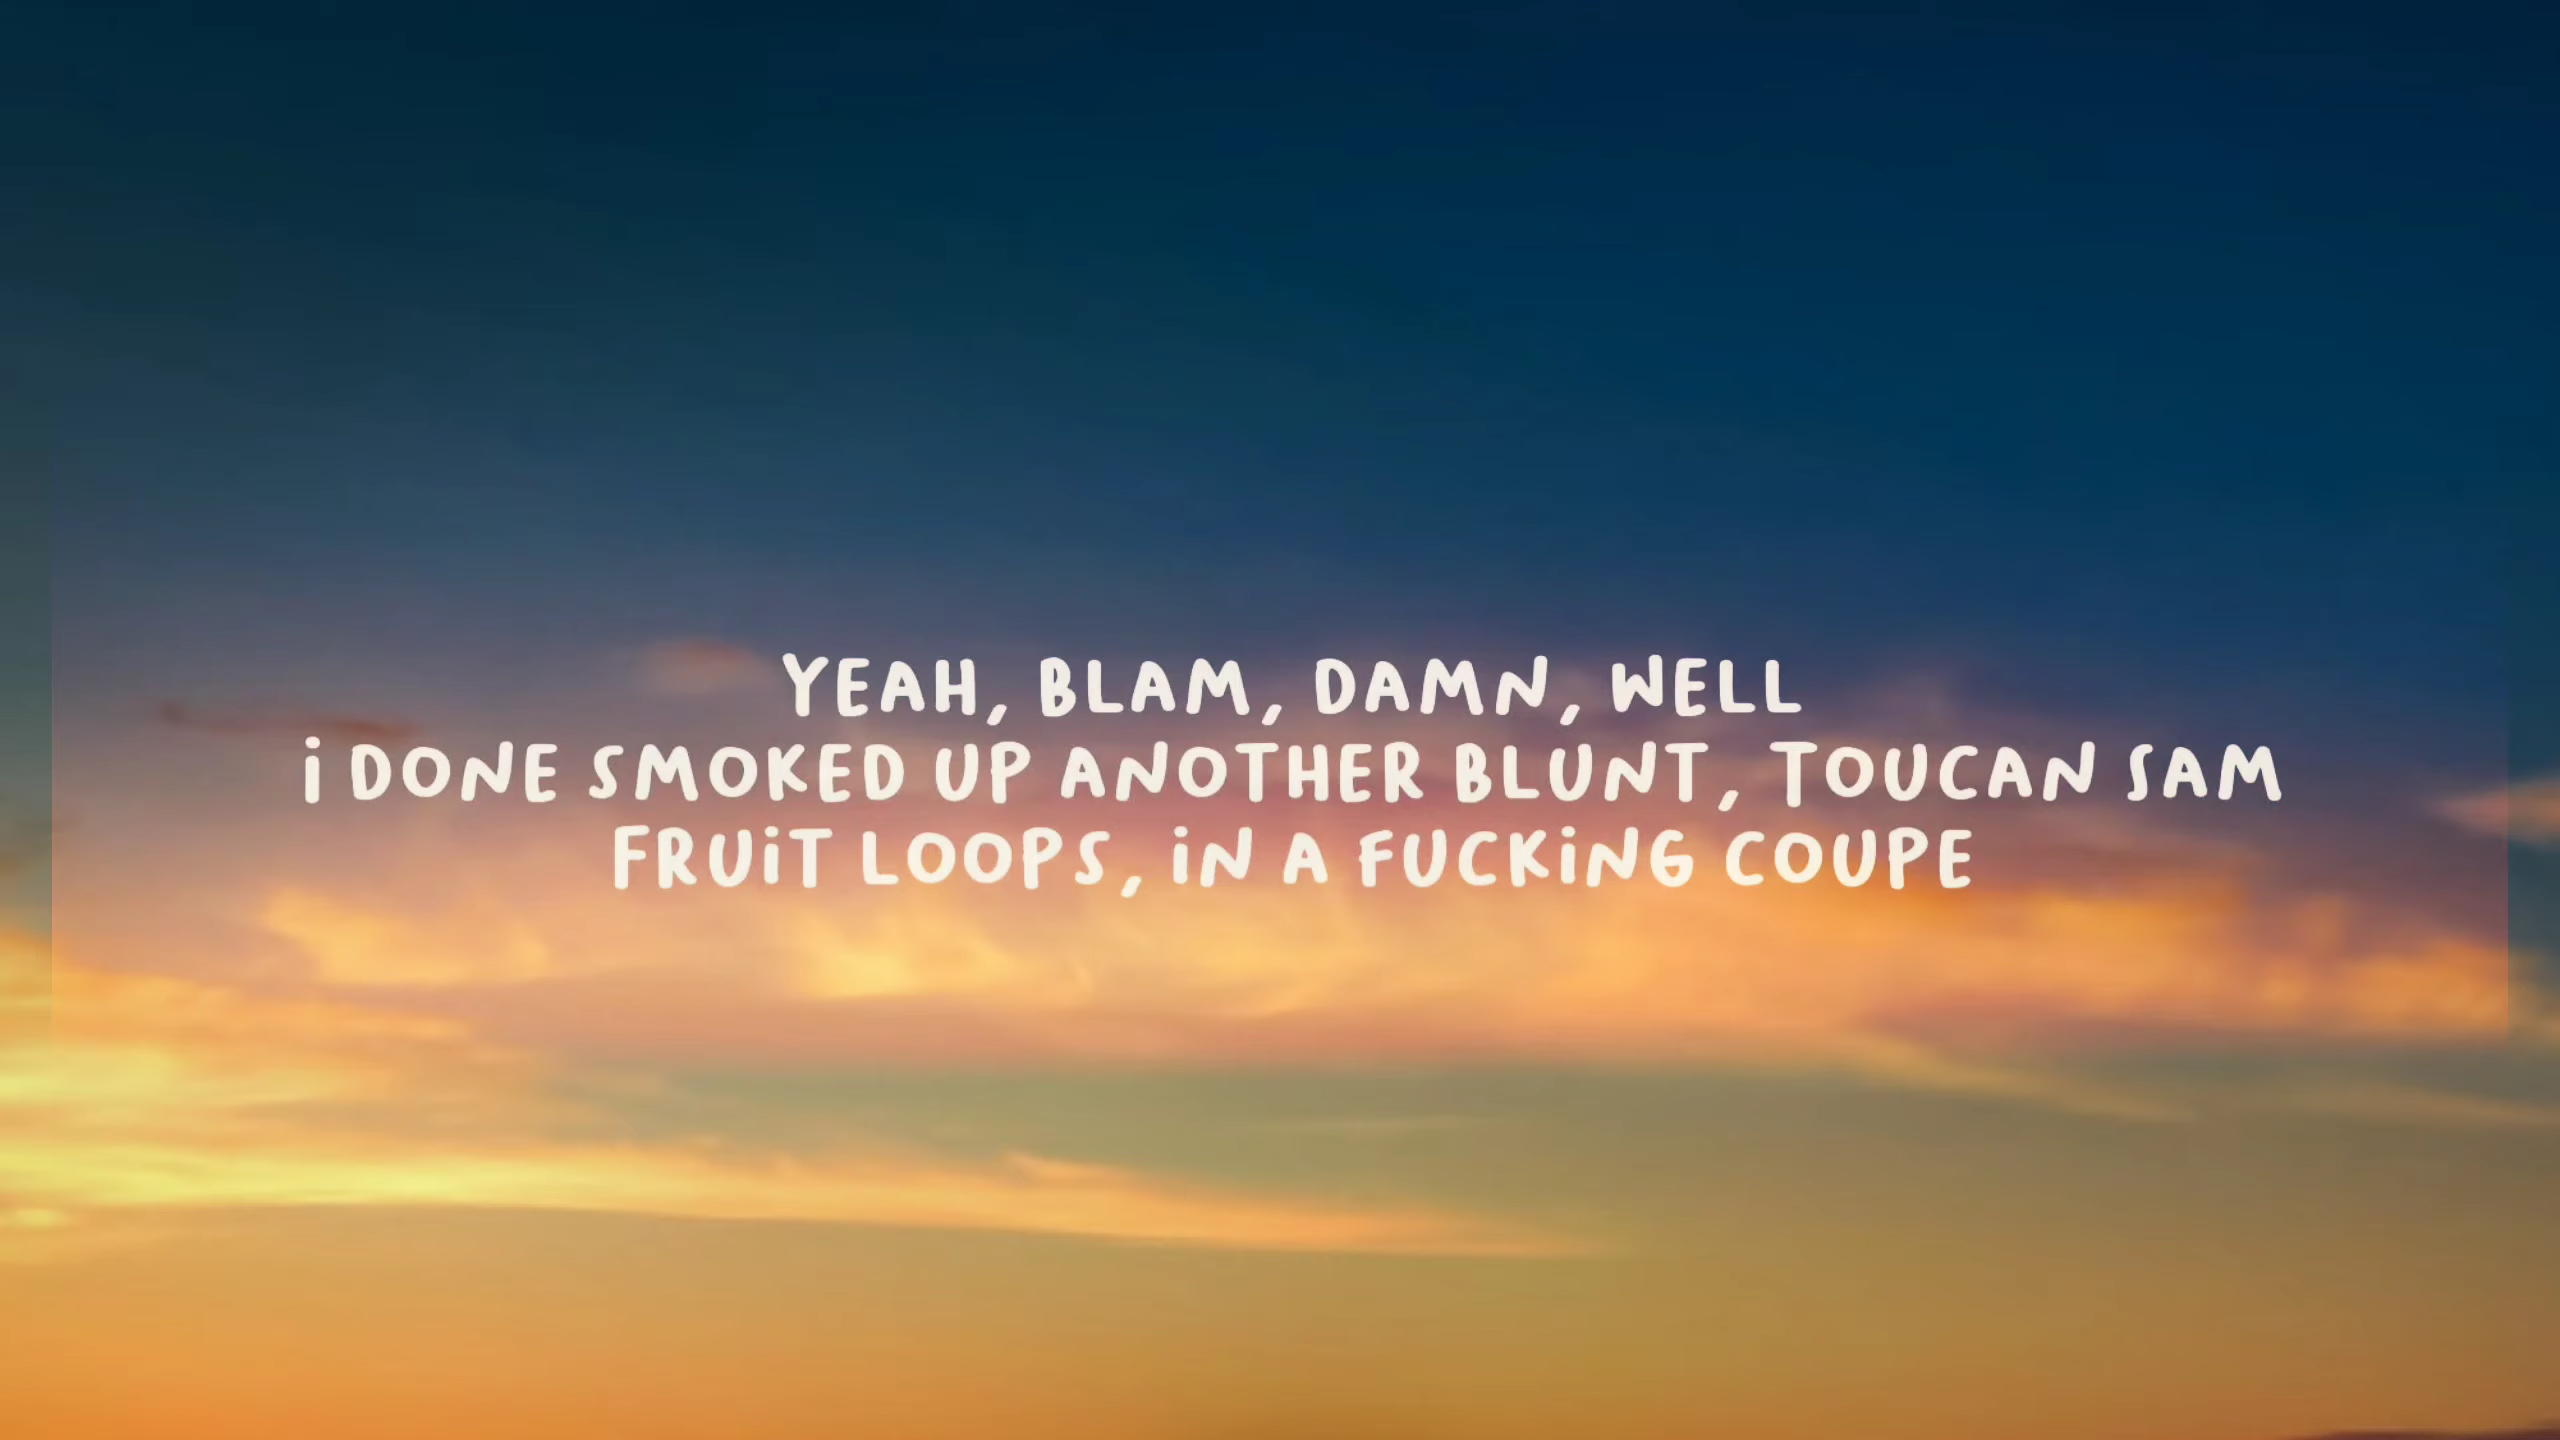 YEAH, BLAM, DAMN, WELL
i DONE SMOKED UP ANOTHER BLUNT, TOUCAN SAM
FRUiT LOOPS, iN A FUCKiNG COUPE